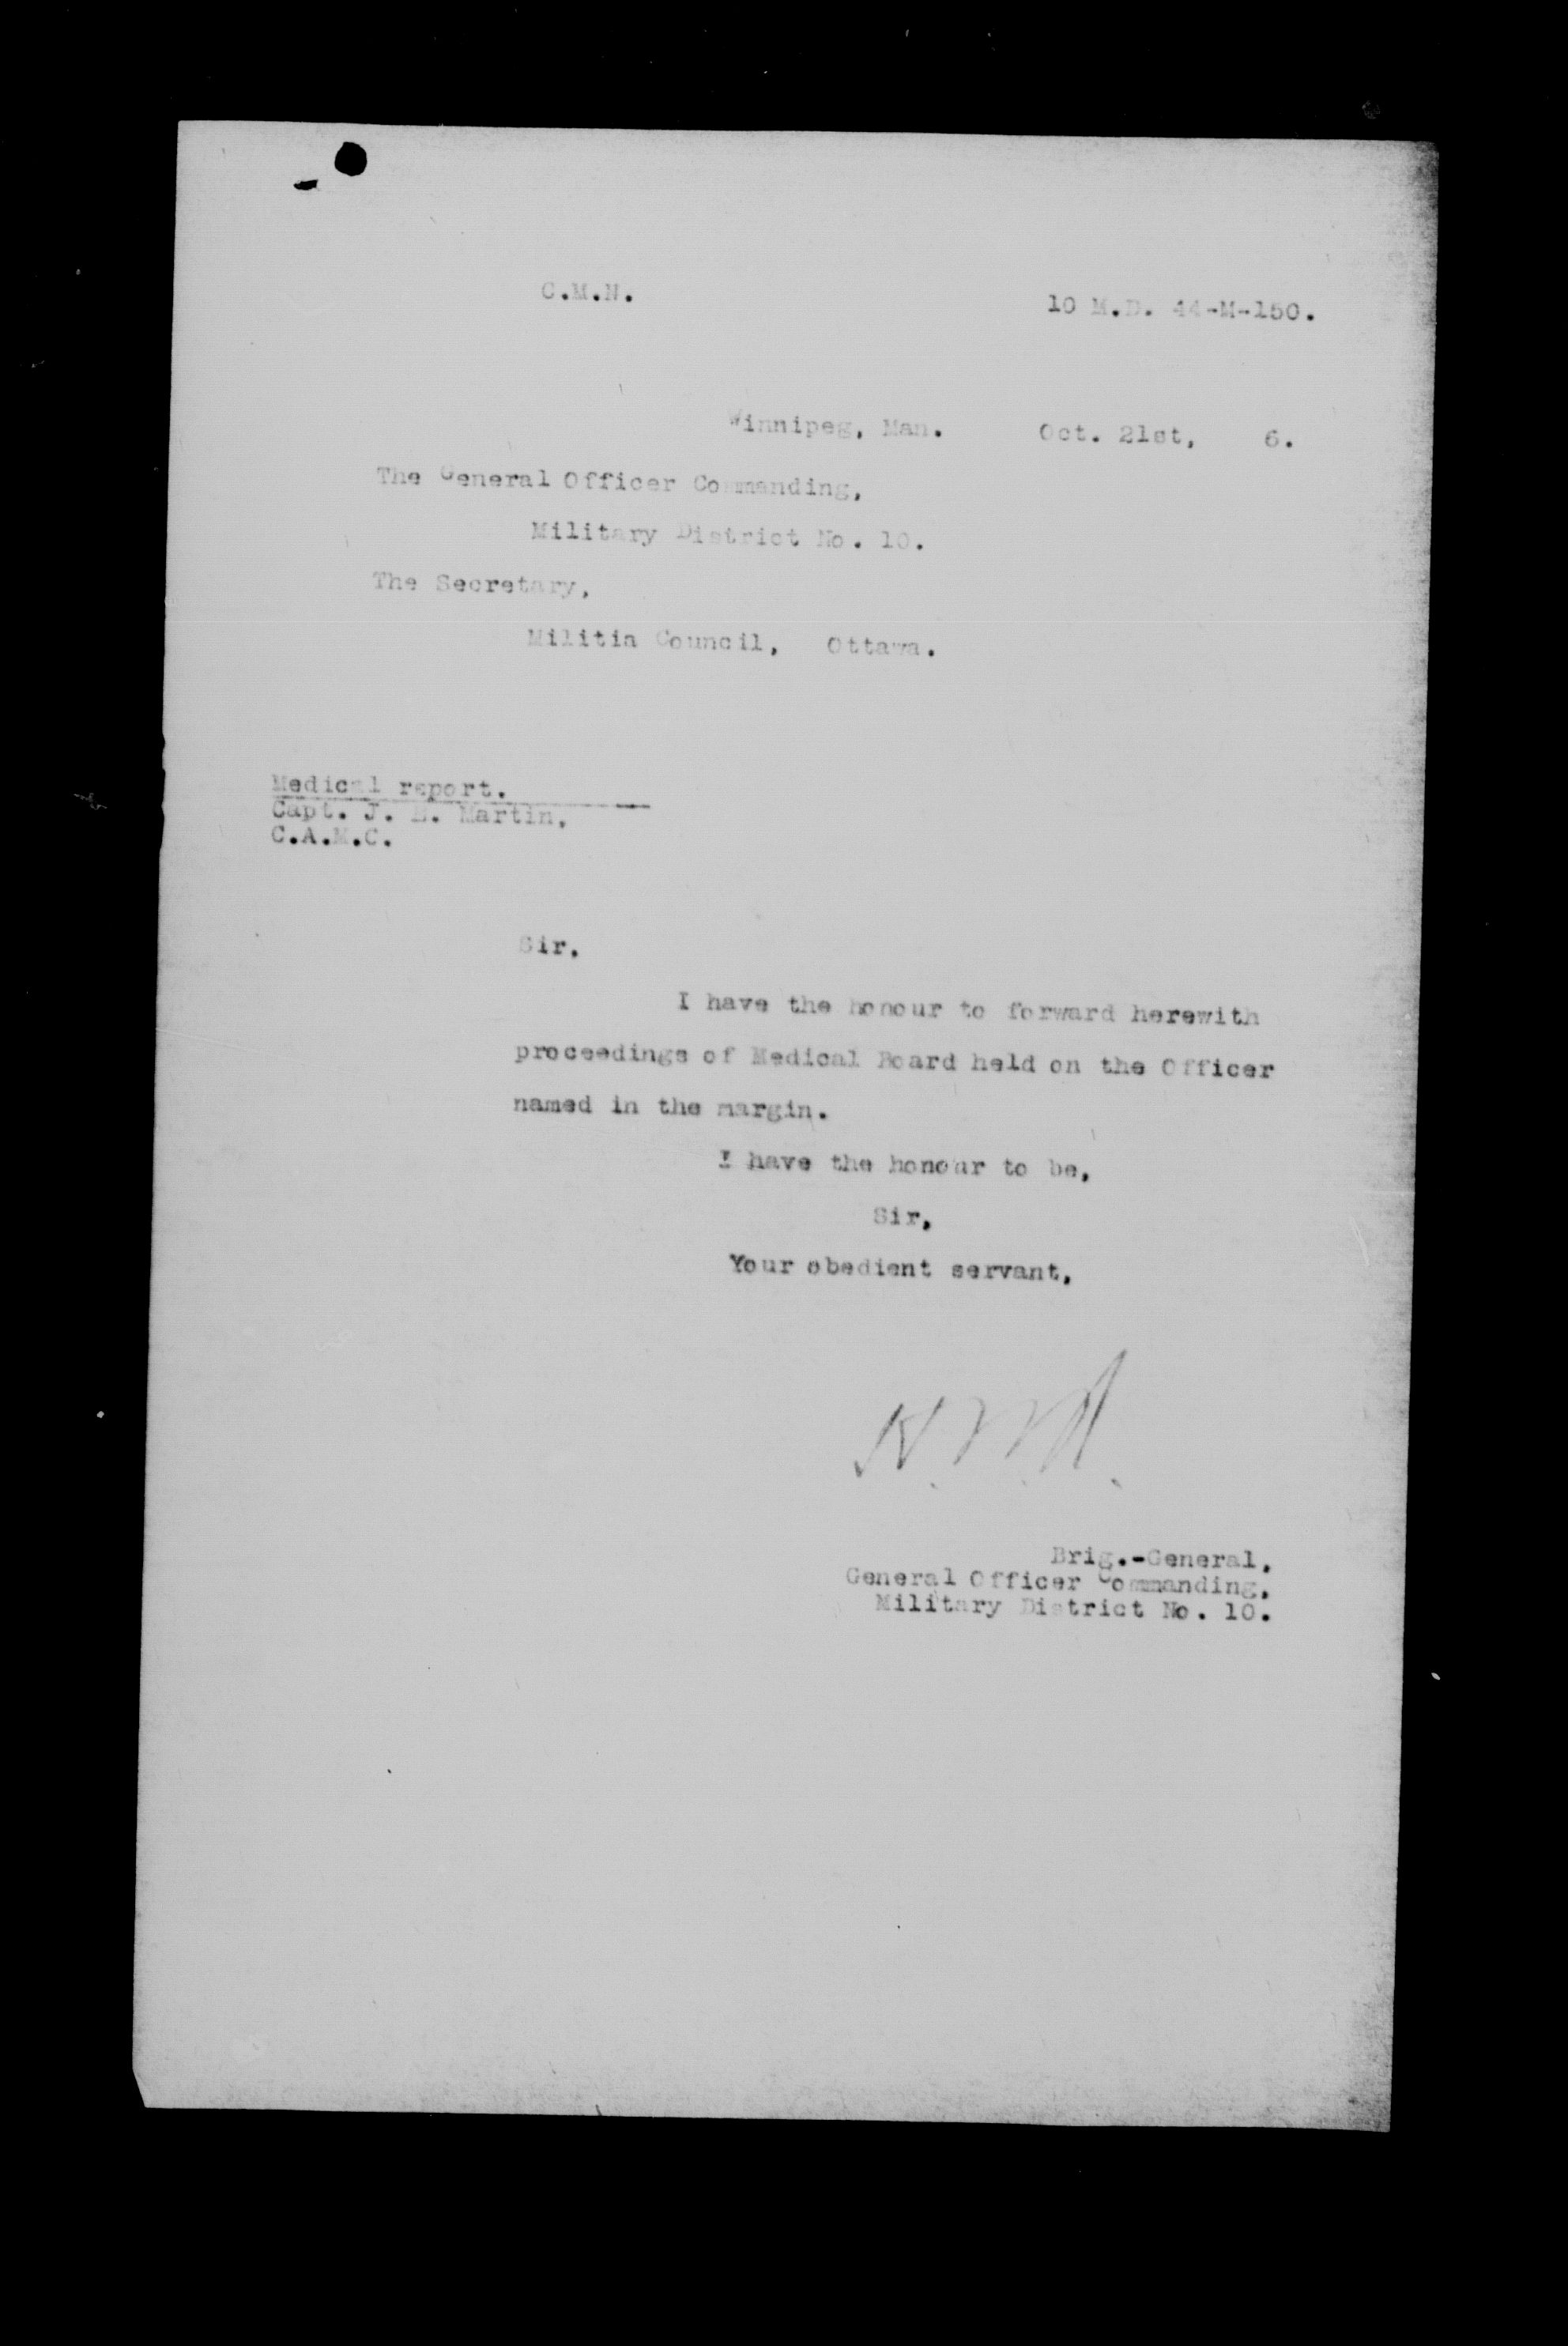 C.M.N.
10 M.D. 44-M-150.
Winnipeg, Man. Oct. 21st, 6.
The General Officer Commanding,
Military District No. 10.
The Secretary,
Militia Council, Ottawa.
Medical report.
Capt. J. E. Martin,
C.A.M.C.
Sir,
I have the honour to forward herewith
proceedings of Medical Board held on the Officer
named in the margin.
I have the honour to be,
Sir,
Your obedient servant,
Brig.-General,
General Officer Commanding,
Military District No. 10.